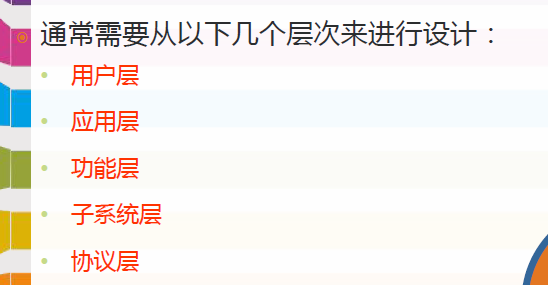 通常需要从以下几个层次来进行设计：
用户层
应用层
功能层
子系统层
协议层